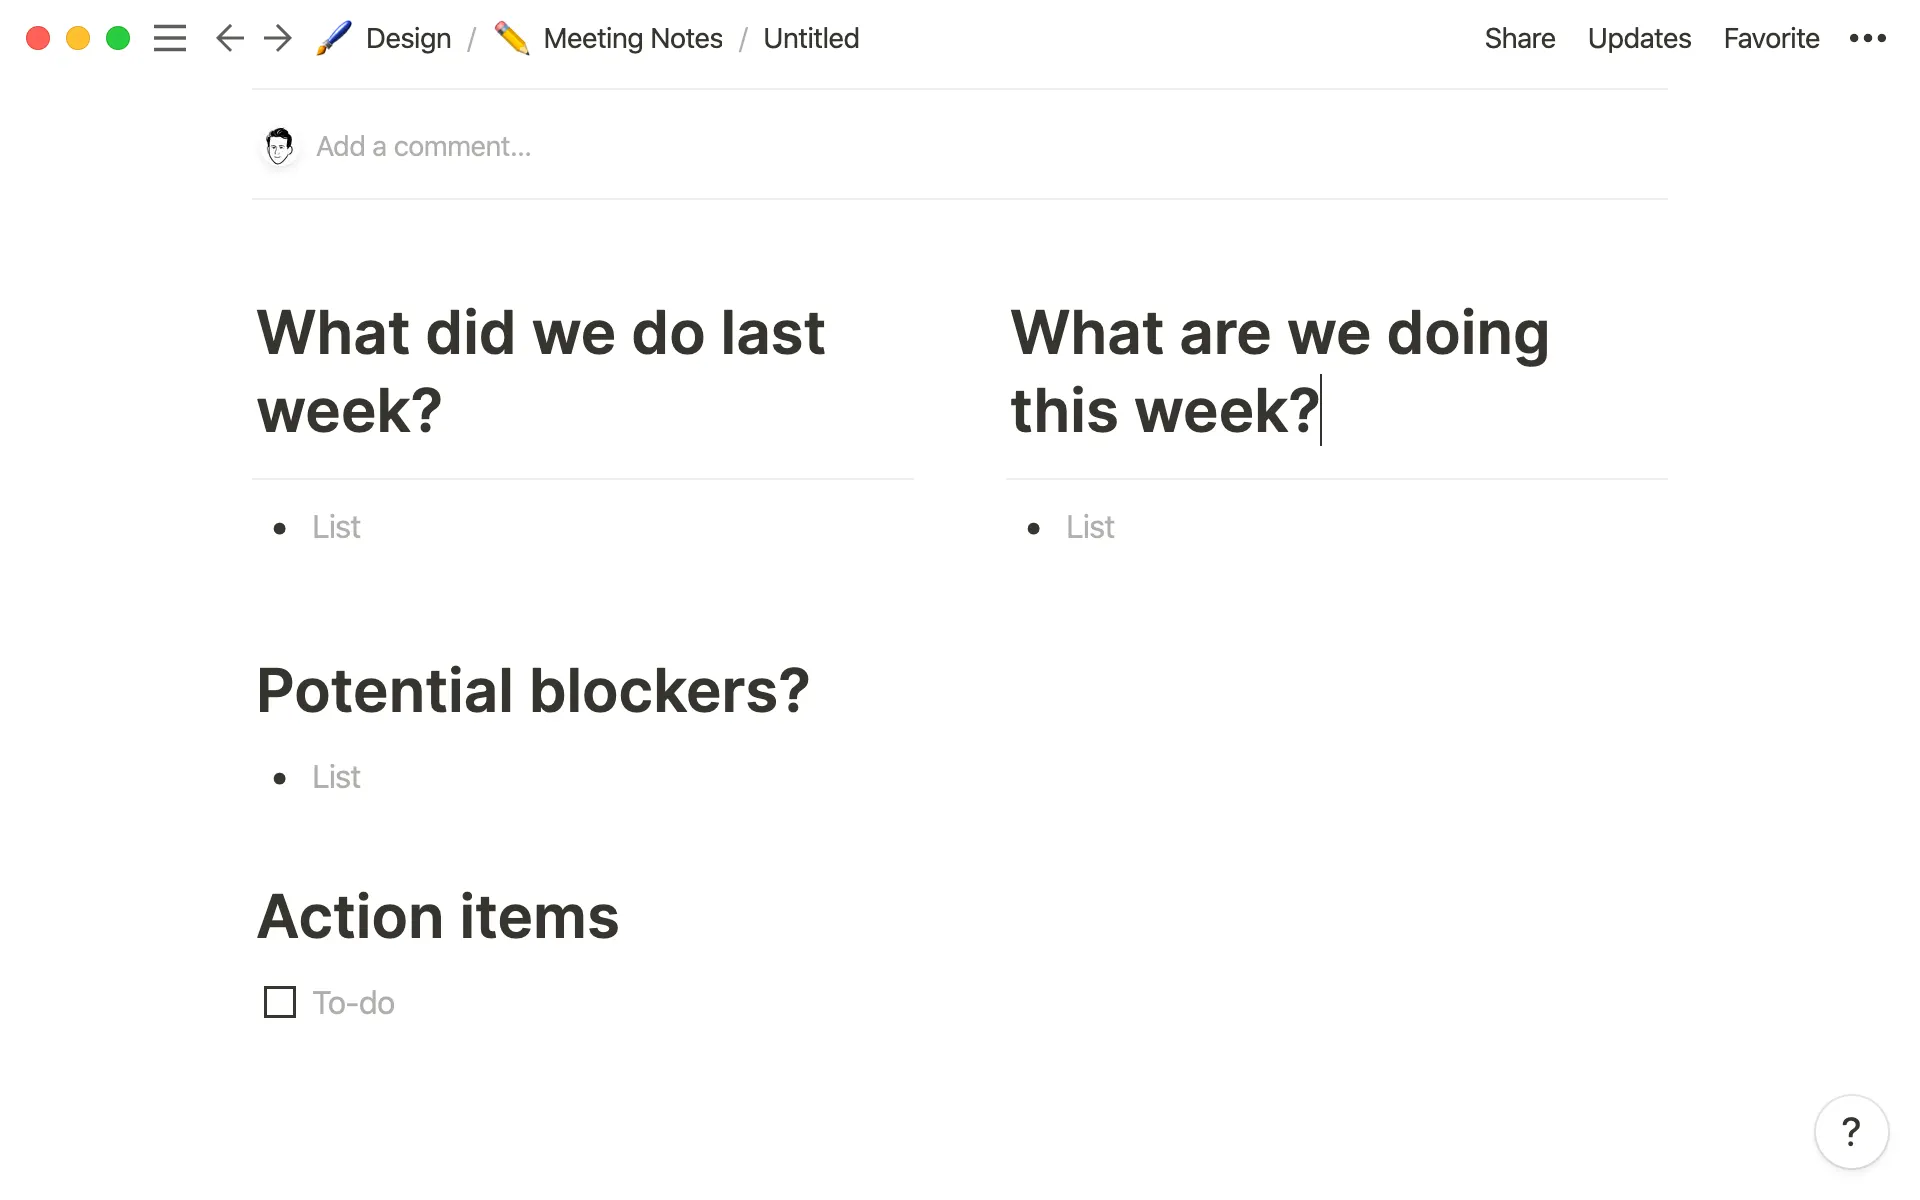 Design / Meeting Notes / Untitled
Share Updates Favorite •••
Add a comment...
What did we do last
week?
• List
What are we doing
this week?
• List
Potential blockers?
• List
Action items
To-do
?